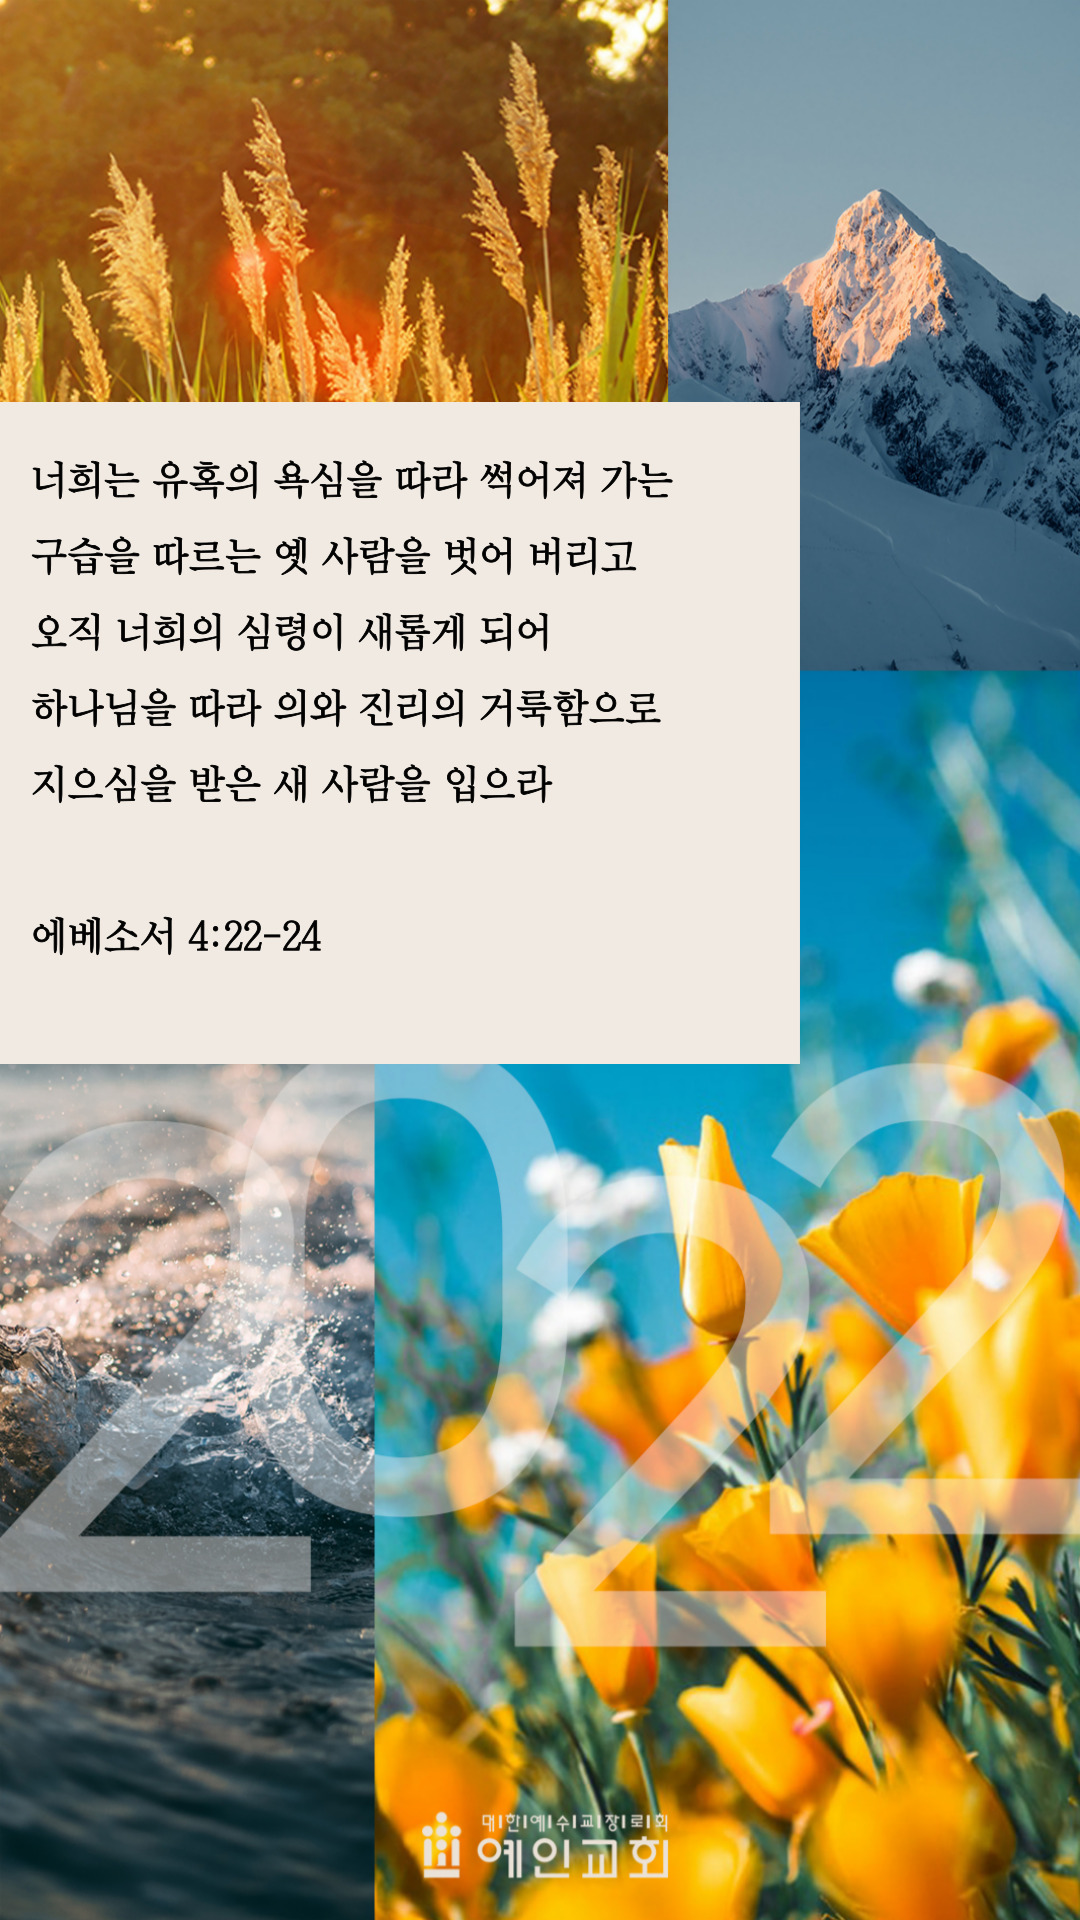 너희는 유혹의 욕심을 따라 썩어져 가는
구습을 따르는 옛 사람을 벗어 버리고
오직 너희의 심령이 새롭게 되어
하나님을 따라 의와 진리의 거룩함으로
지으심을 받은 새 사람을 입으라
에베소서 4:22-24
2022
대한예수교장로회
예인교회